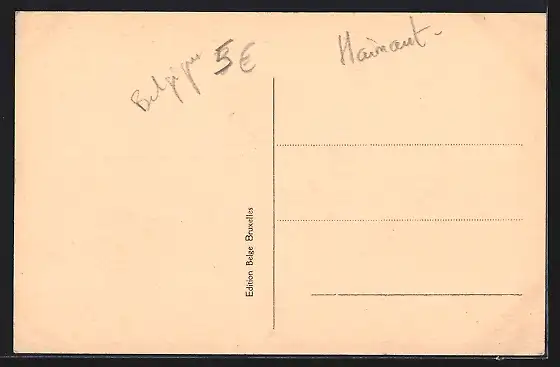 Belgique 5€
Hainaut-
Edition Belge Bruxelles